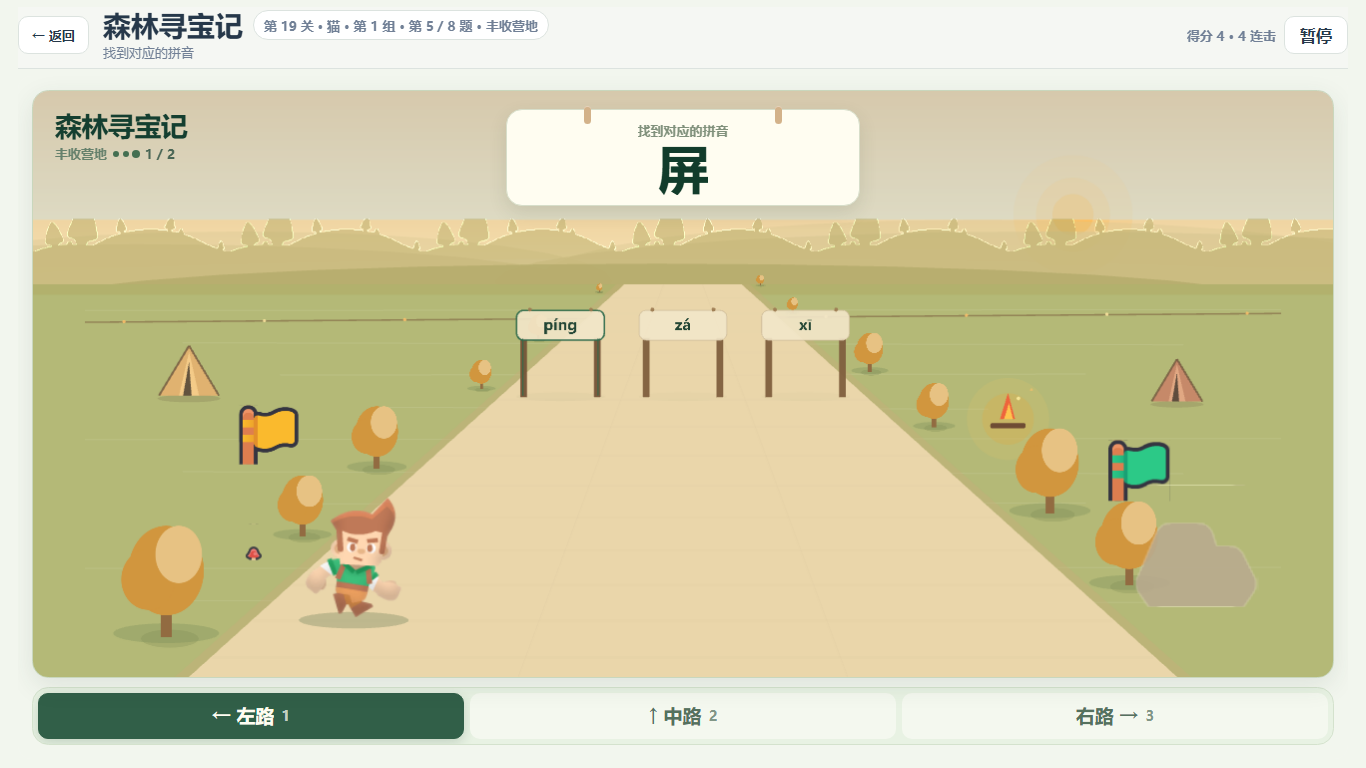 ← 返回
森林寻宝记
第 19 关 • 猫 • 第 1 组 • 第 5 / 8 题 • 丰收营地
找到对应的拼音
得分 4 • 4 连击
暂停
森林寻宝记
丰收营地 ●●● 1 / 2
找到对应的拼音
屏
píng
zá
xī
← 左路 1
↑ 中路 2
右路 → 3